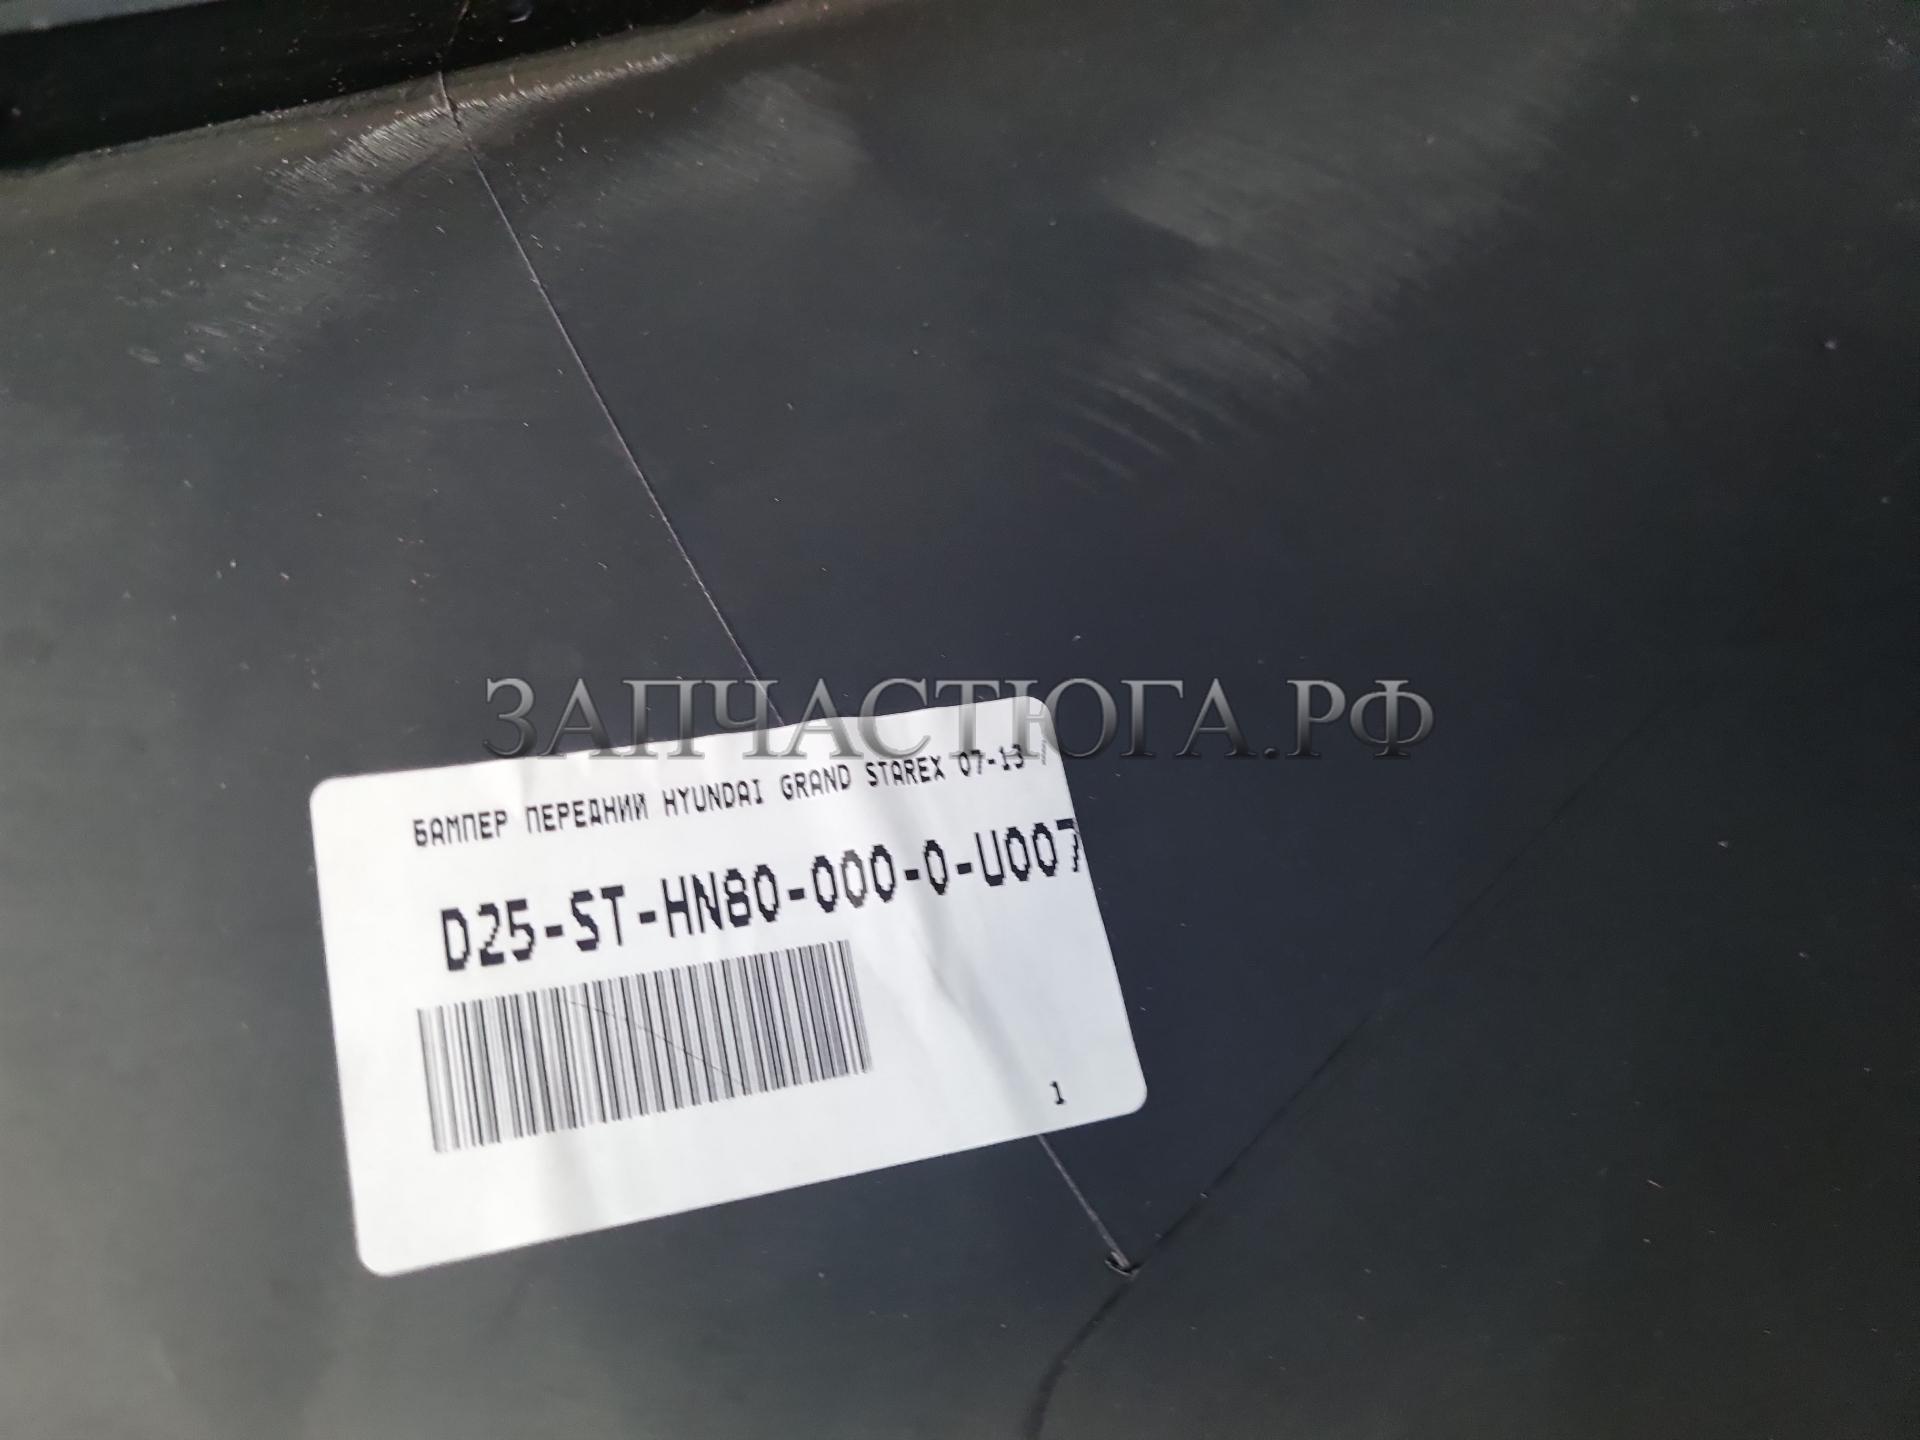 ЗАПЧАСТЮГА.РФ
БАМПЕР ПЕРЕДНИЙ HYUNDAI GRAND STAREX 07-13
D25-ST-HN80-000-0-U007
1